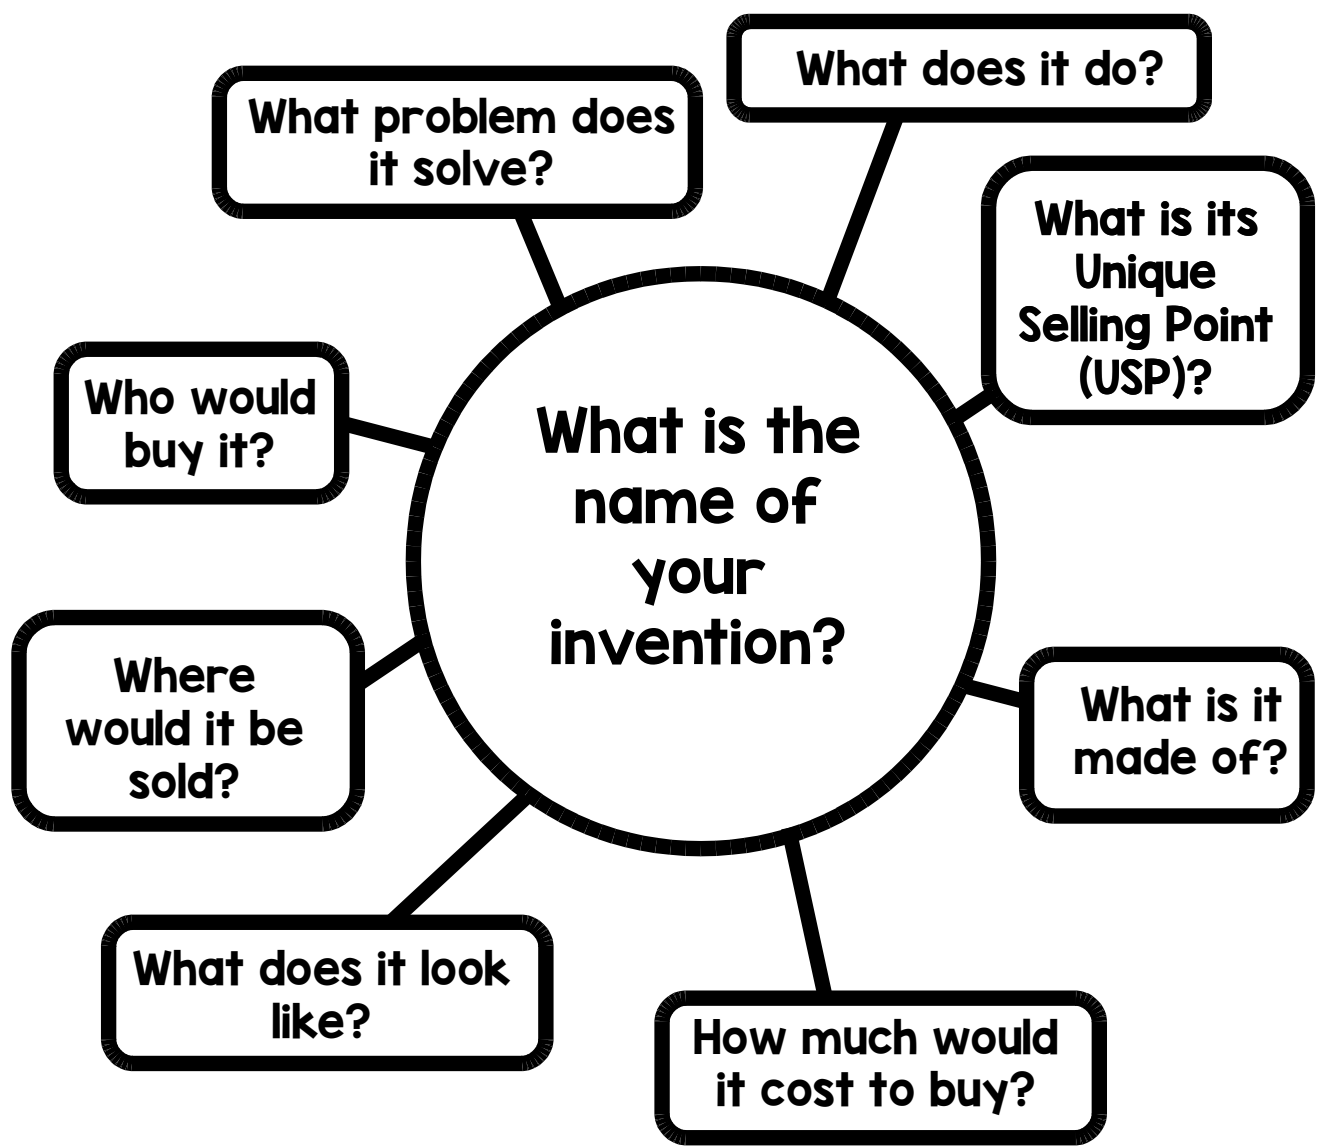 What does it do?
What problem does
it solve?
What is its
Unique
Selling Point
(USP)?
Who would
buy it?
What is the
name of
your
invention?
Where
would it be
sold?
What is it
made of?
What does it look
like?
How much would
it cost to buy?